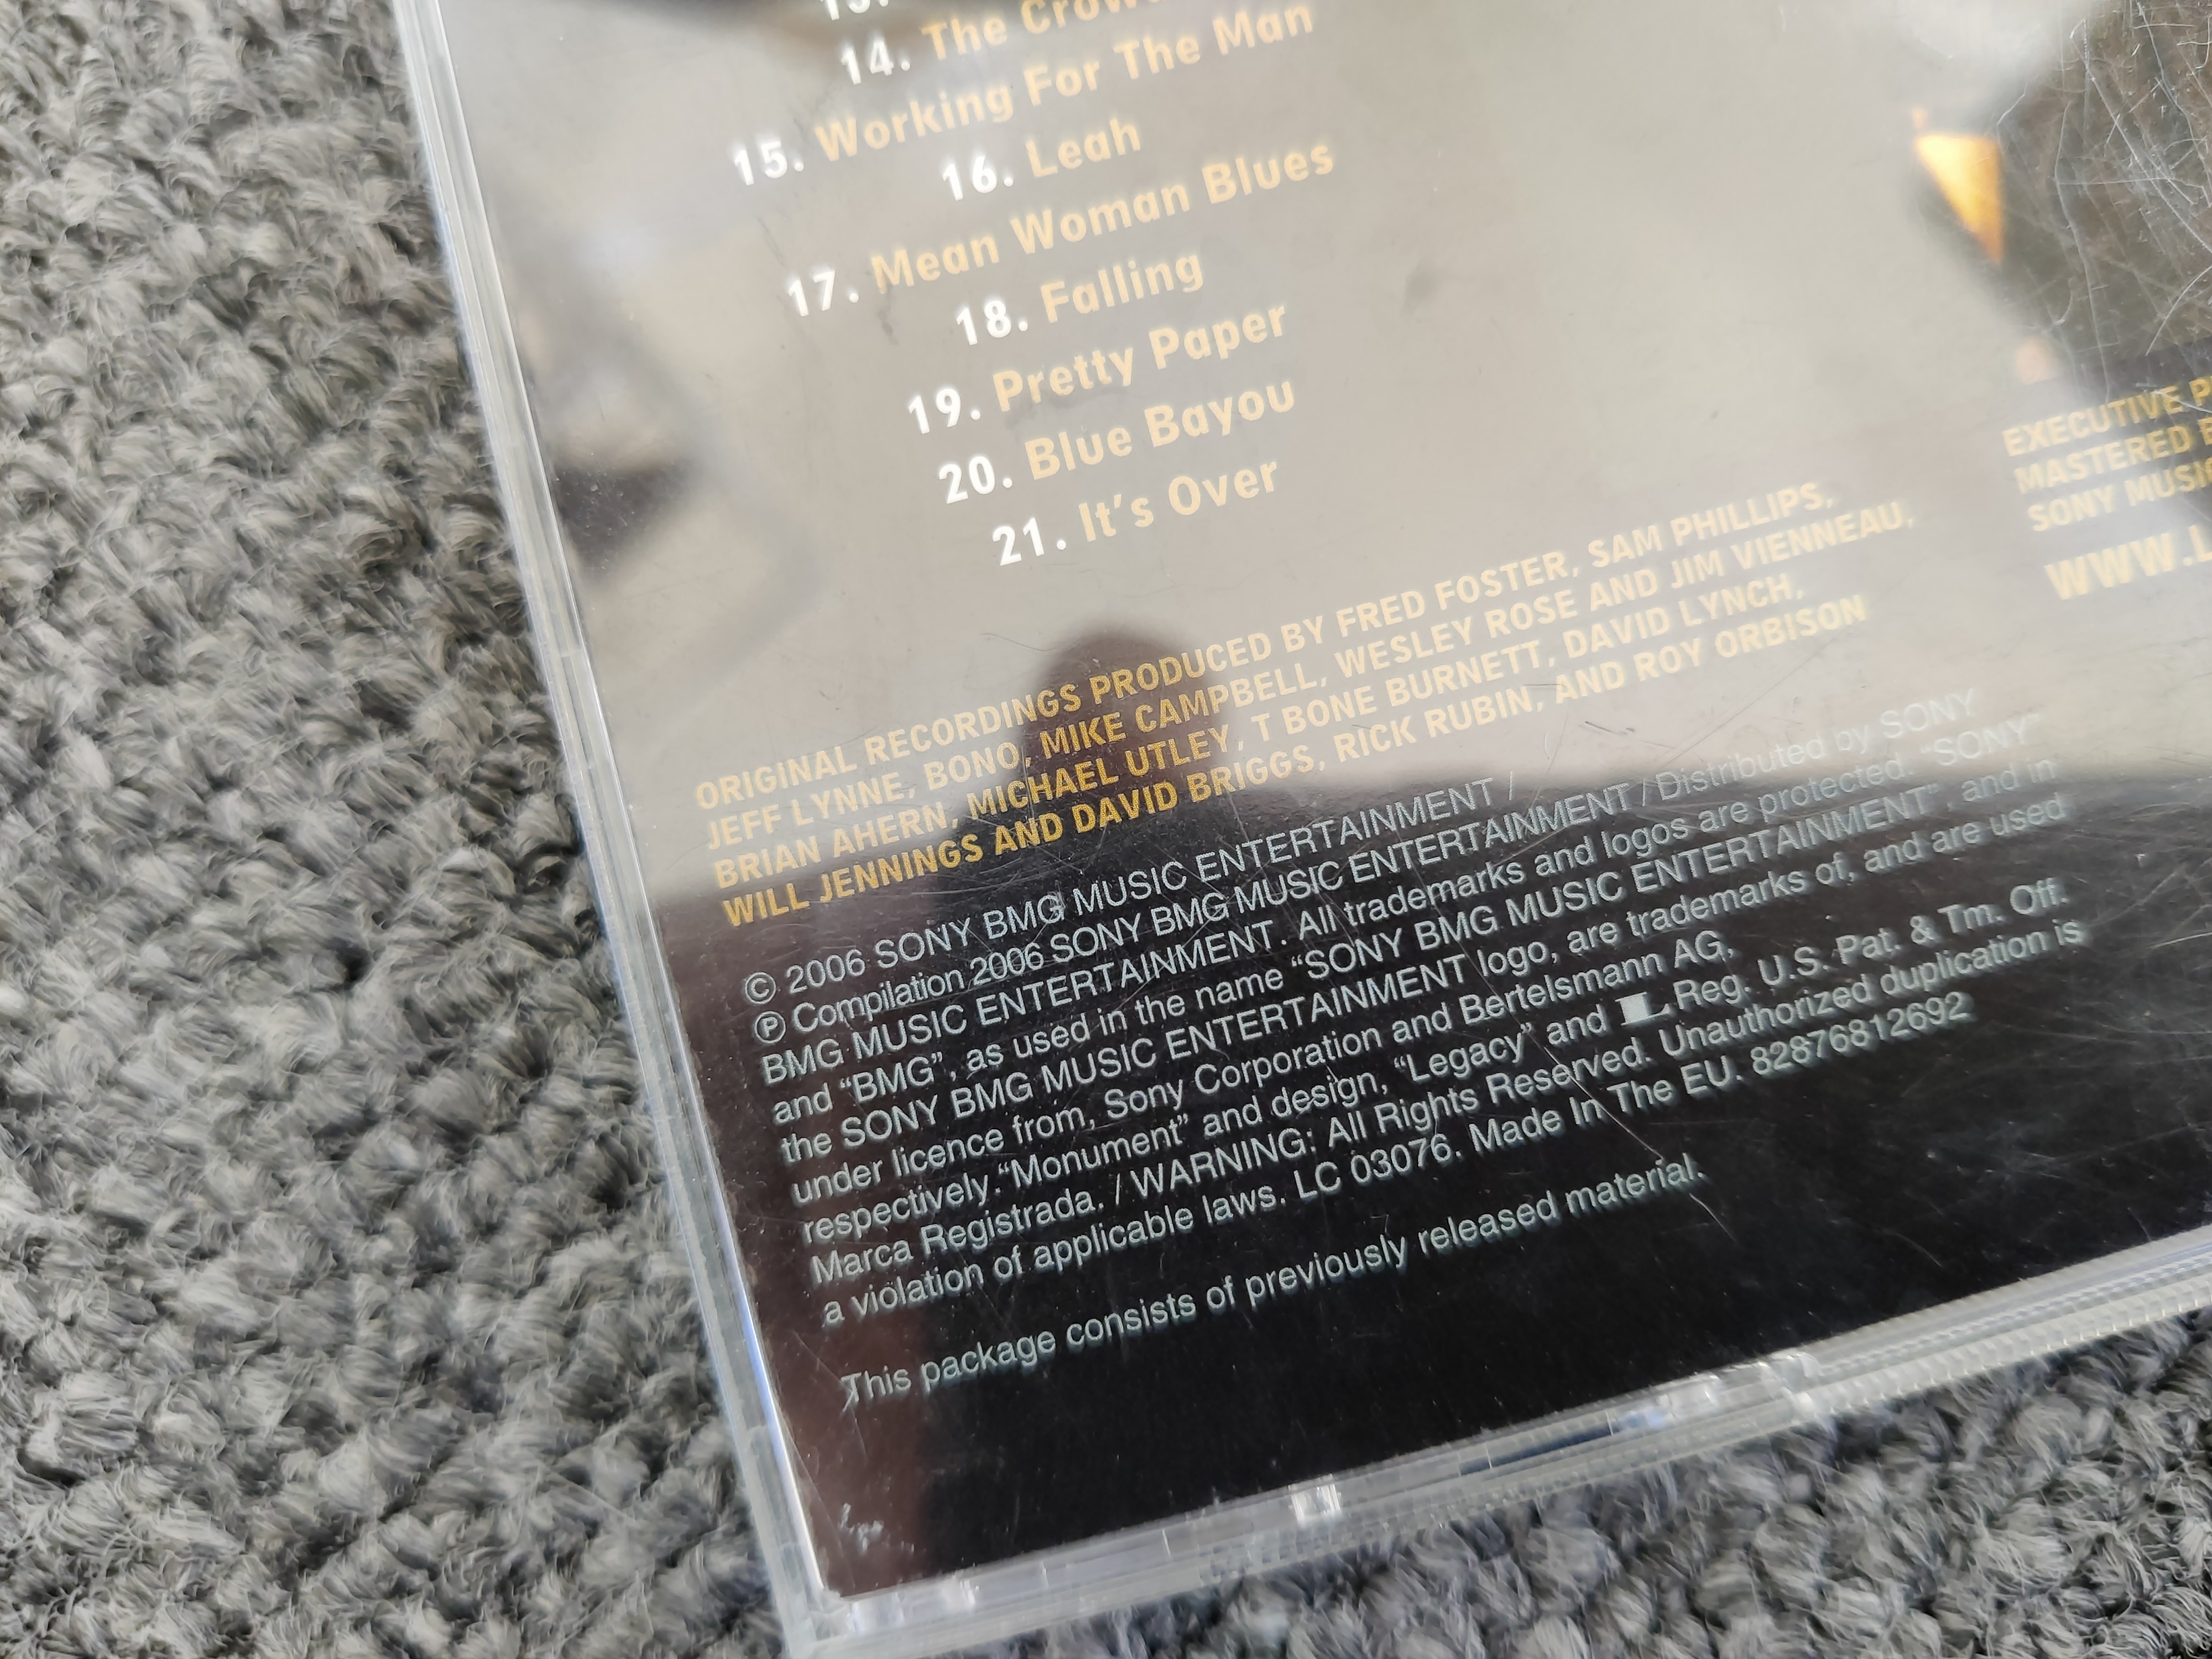 14. The
15. Working For The Man
16. Leah
17. Mean Woman Blues
18. Falling
19. Pretty Paper
20. Blue Bayou
21. It's Over
ORIGINAL RECORDINGS PRODUCED BY FRED FOSTER, SAM PHILLIPS,
JEFF LYNNE, BONO, MIKE CAMPBELL, WESLEY ROSE AND JIM VIENNEAU,
BRIAN AHERN, MICHAEL UTLEY, T BONE BURNETT, DAVID LYNCH,
WILL JENNINGS AND DAVID BRIGGS, RICK RUBIN, AND ROY ORBISON
© 2006 SONY BMG MUSIC ENTERTAINMENT /
℗ Compilation 2006 SONY BMG MUSIC ENTERTAINMENT / Distributed by SONY
BMG MUSIC ENTERTAINMENT. All trademarks and logos are protected. “SONY”
and “BMG”, as used in the name “SONY BMG MUSIC ENTERTAINMENT”, and in
the SONY BMG MUSIC ENTERTAINMENT logo, are trademarks of, and are used
under licence from, Sony Corporation and Bertelsmann AG,
respectively. “Monument” and design, “Legacy” and L Reg. U.S. Pat. & Tm. Off.
Marca Registrada. / WARNING: All Rights Reserved. Unauthorized duplication is
a violation of applicable laws. LC 03076. Made In The EU. 82876812692
This package consists of previously released material.
EXECUTIVE
MASTERED
SONY
WWW.